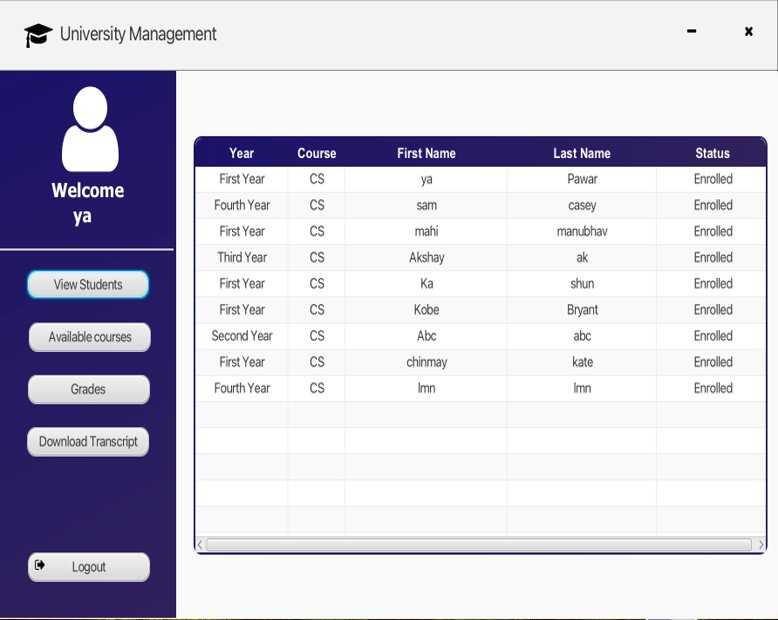 University Management
Welcome
ya
View Students
Available courses
Grades
Download Transcript
Logout
Year Course First Name Last Name Status
First Year CS ya Pawar Enrolled
Fourth Year CS sam casey Enrolled
First Year CS mahi manubhav Enrolled
Third Year CS Akshay ak Enrolled
First Year CS Ka shun Enrolled
First Year CS Kobe Bryant Enrolled
Second Year CS Abc abc Enrolled
First Year CS chinmay kate Enrolled
Fourth Year CS lmn lmn Enrolled